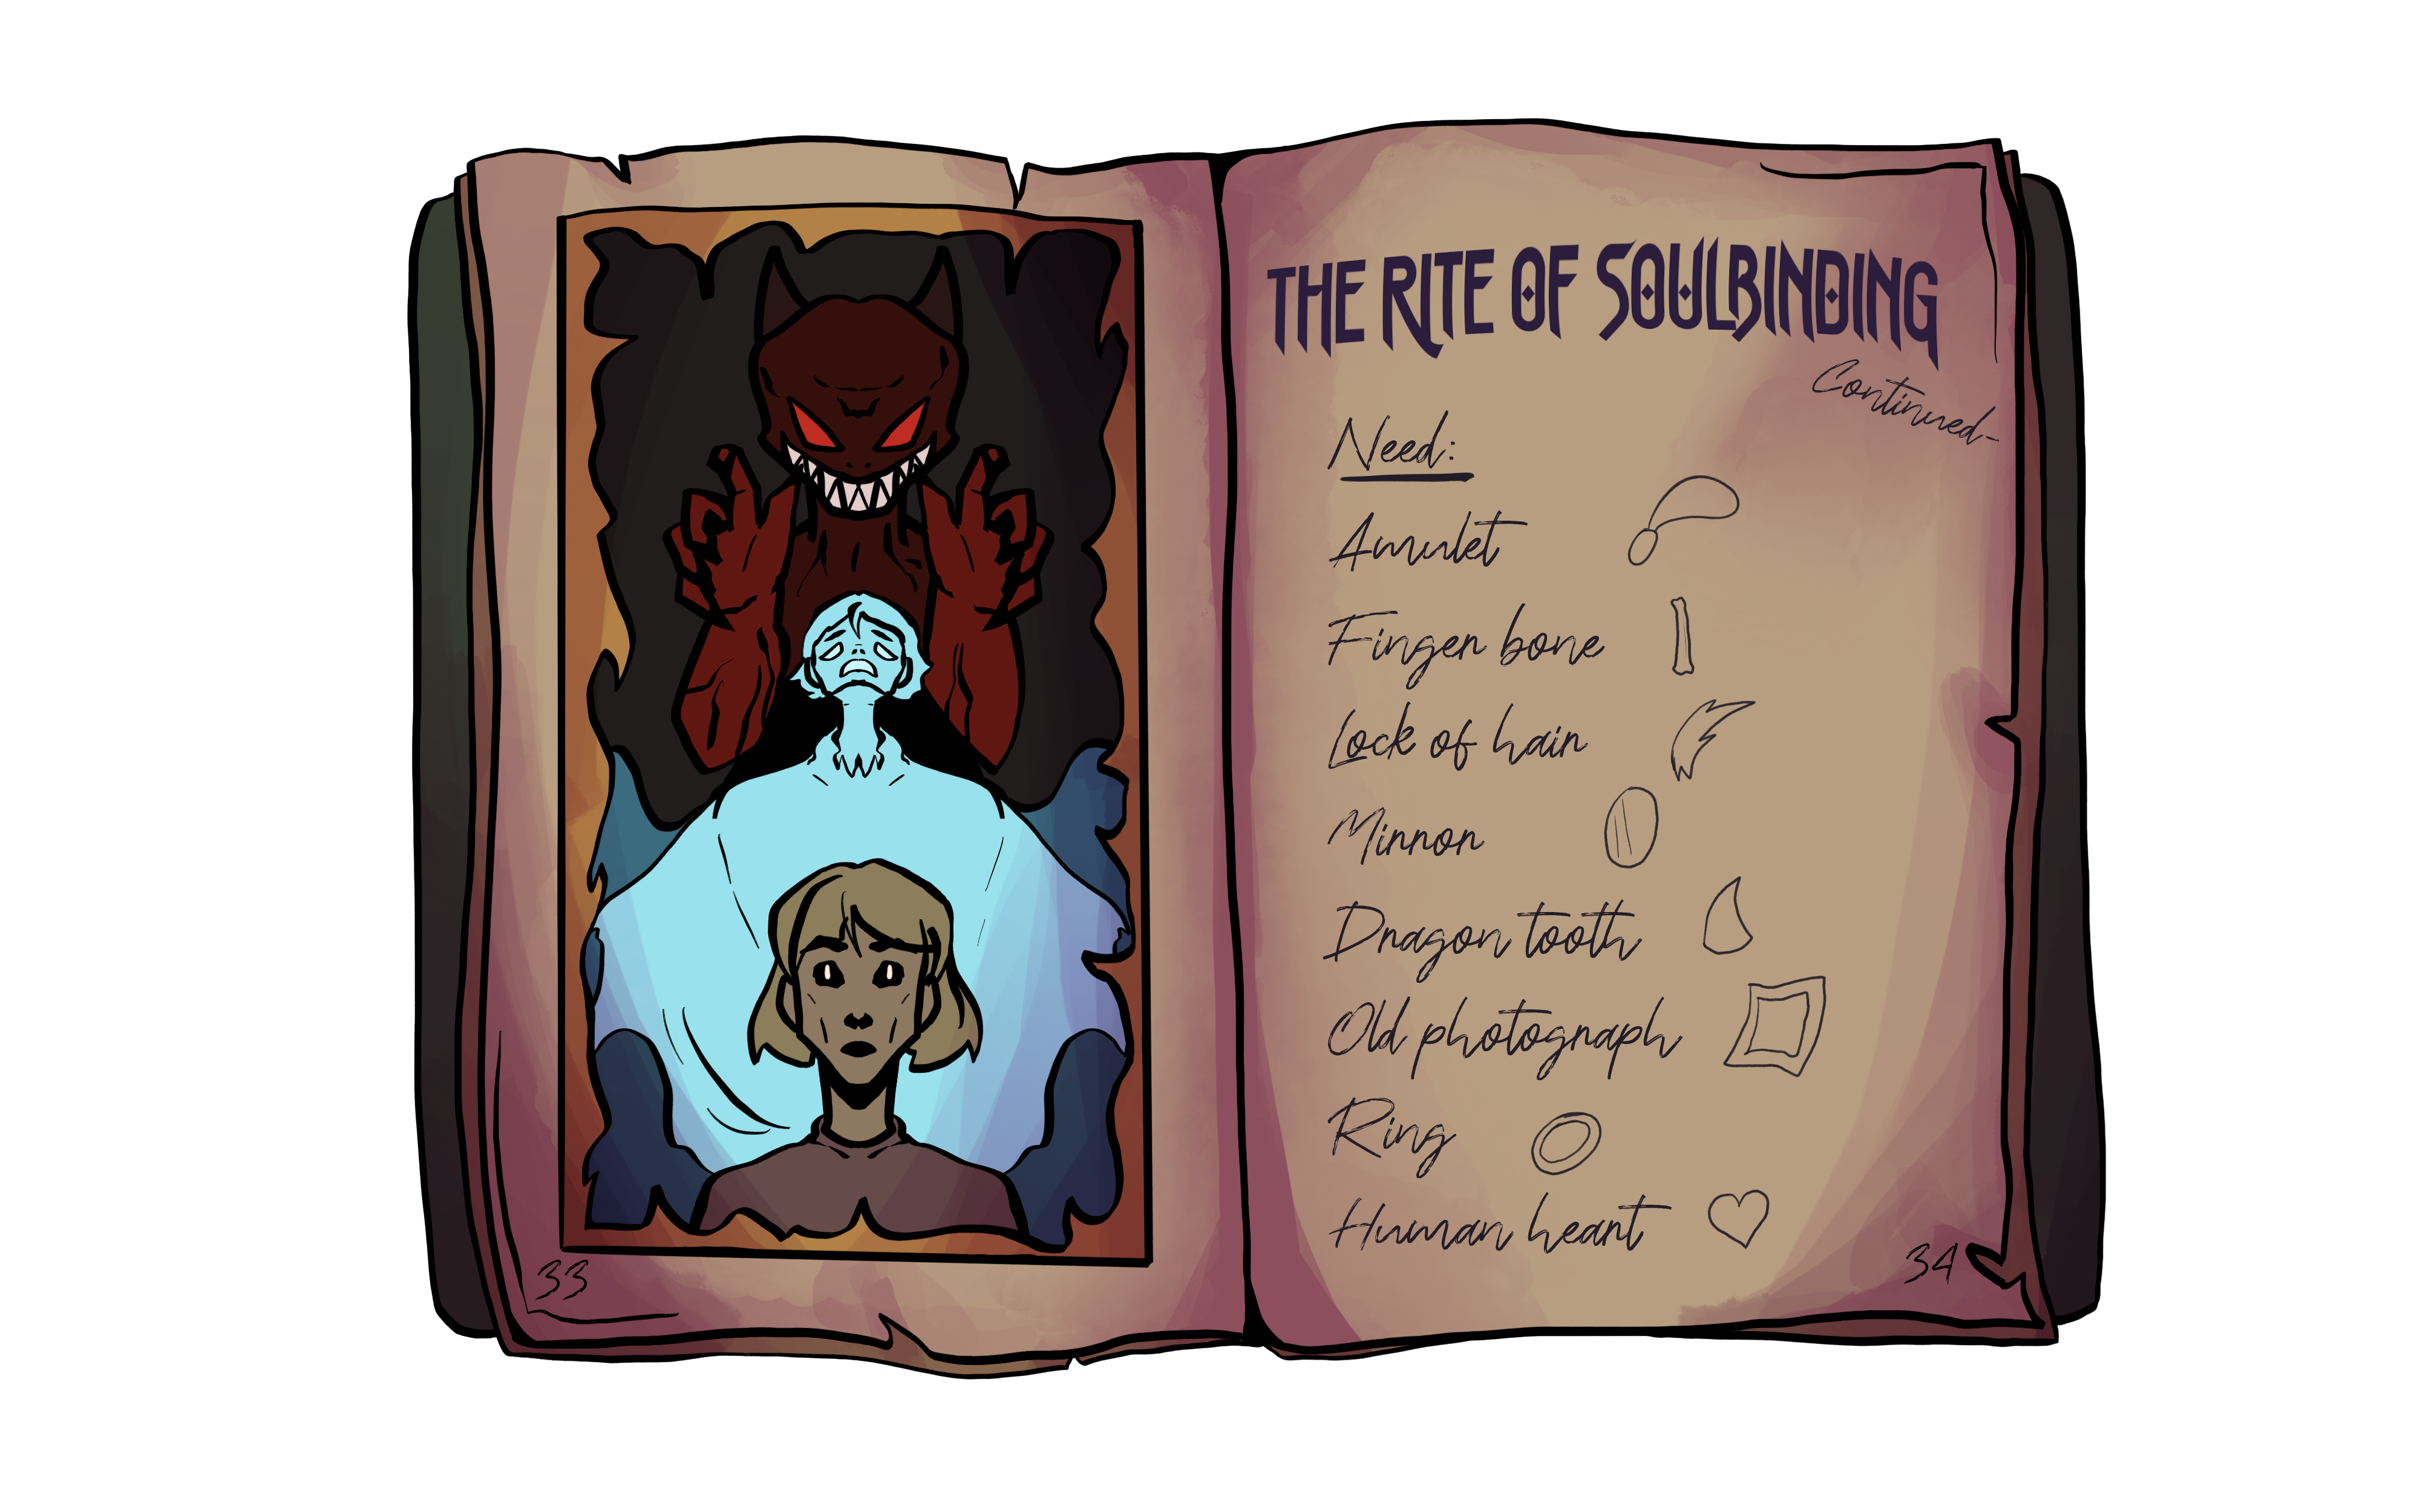 THE RITE OF SOULBINDING
Continued-
Need:
Amulet
Finger bone
Lock of hair
Mirror
Dragon tooth
Old photograph
Ring
Human heart
33
34